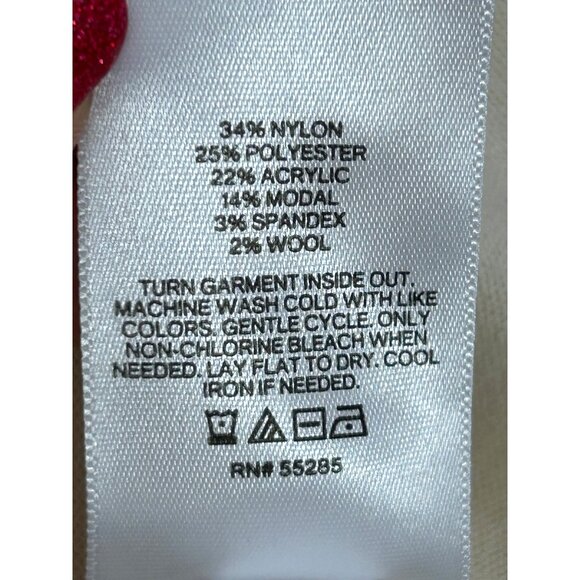 34% NYLON
25% POLYESTER
22% ACRYLIC
14% MODAL
3% SPANDEX
2% WOOL
TURN GARMENT INSIDE OUT.
MACHINE WASH COLD WITH LIKE
COLORS. GENTLE CYCLE. ONLY
NON-CHLORINE BLEACH WHEN
NEEDED. LAY FLAT TO DRY. COOL
IRON IF NEEDED.
RN# 55285